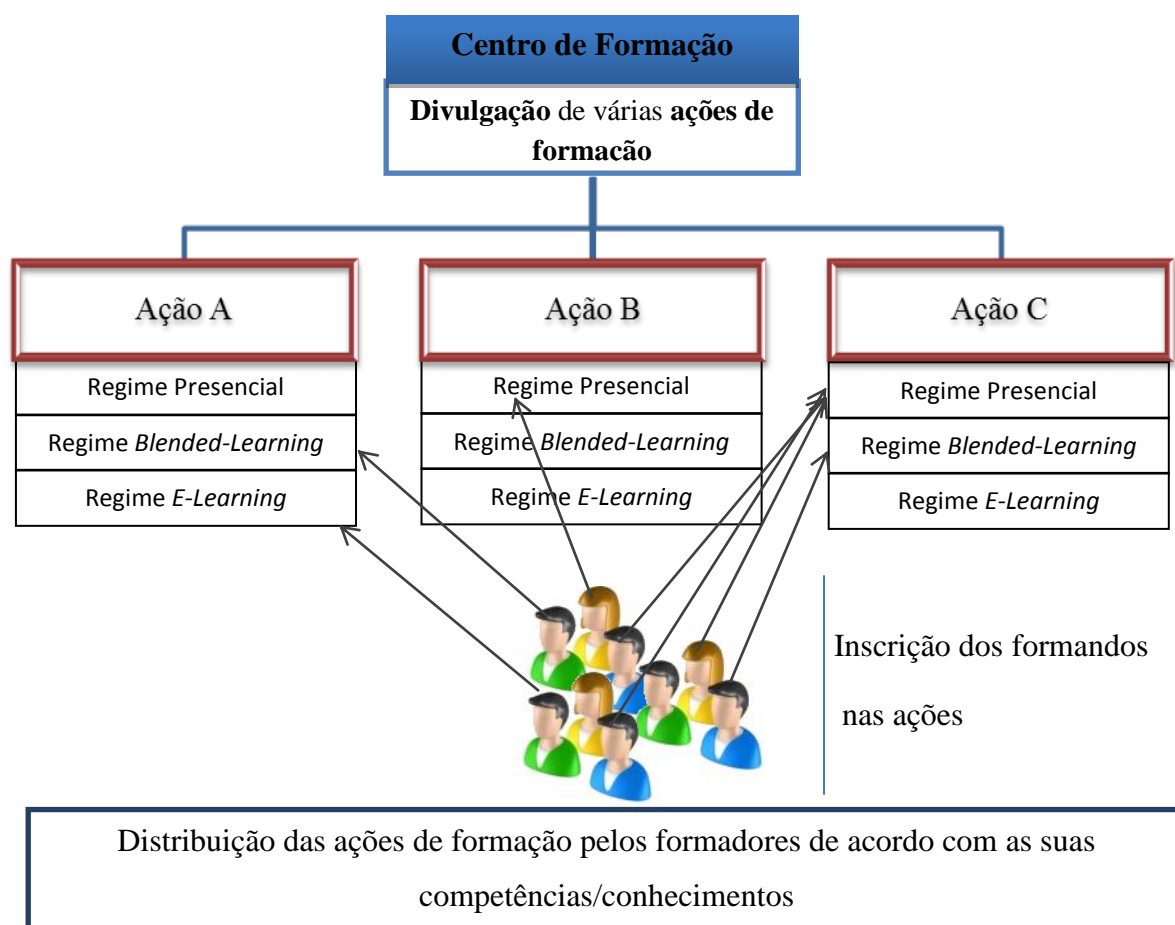 Centro de Formação
Divulgação de várias ações de
formacão
Ação A
Ação B
Ação C
Regime Presencial
Regime Blended-Learning
Regime E-Learning
Regime Presencial
Regime Blended-Learning
Regime E-Learning
Regime Presencial
Regime Blended-Learning
Regime E-Learning
Inscrição dos formandos
nas ações
Distribuição das ações de formação pelos formadores de acordo com as suas
competências/conhecimentos